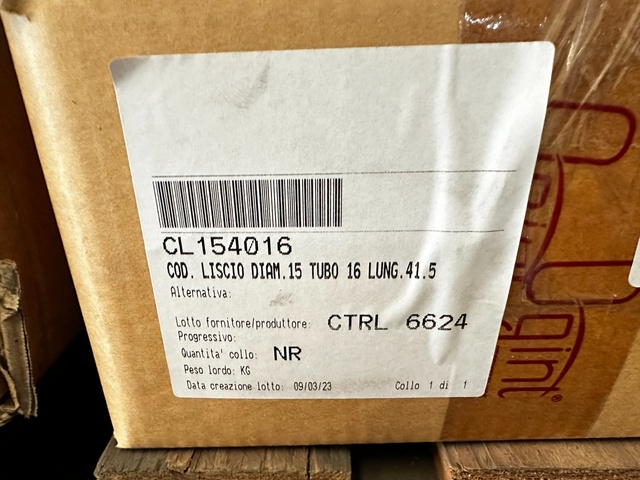 CL154016
COD. LISCIO DIAM.15 TUBO 16 LUNG.41.5
Alternativa:
Lotto fornitore/produttore: CTRL 6624
Progressivo:
Quantita' collo: NR
Peso lordo: KG
Data creazione lotto: 09/03/23 Collo 1 di 1